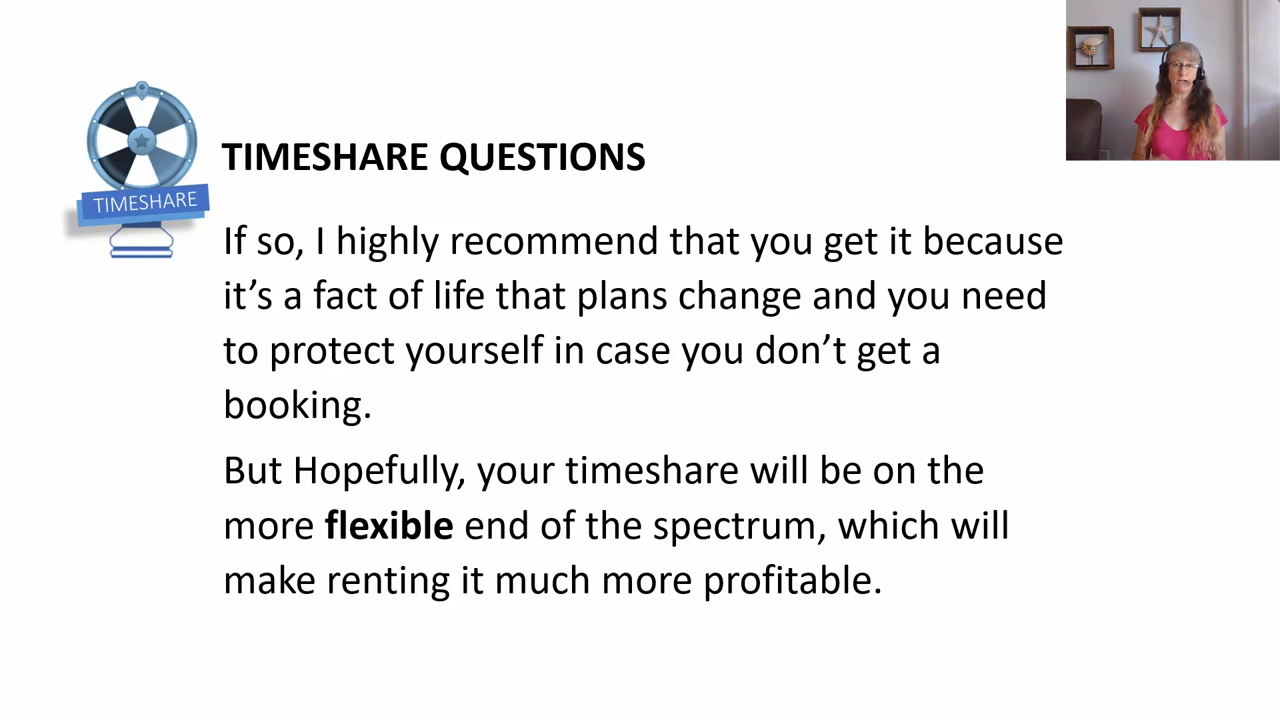 TIMESHARE
TIMESHARE QUESTIONS
If so, I highly recommend that you get it because
it’s a fact of life that plans change and you need
to protect yourself in case you don’t get a
booking.
But Hopefully, your timeshare will be on the
more flexible end of the spectrum, which will
make renting it much more profitable.